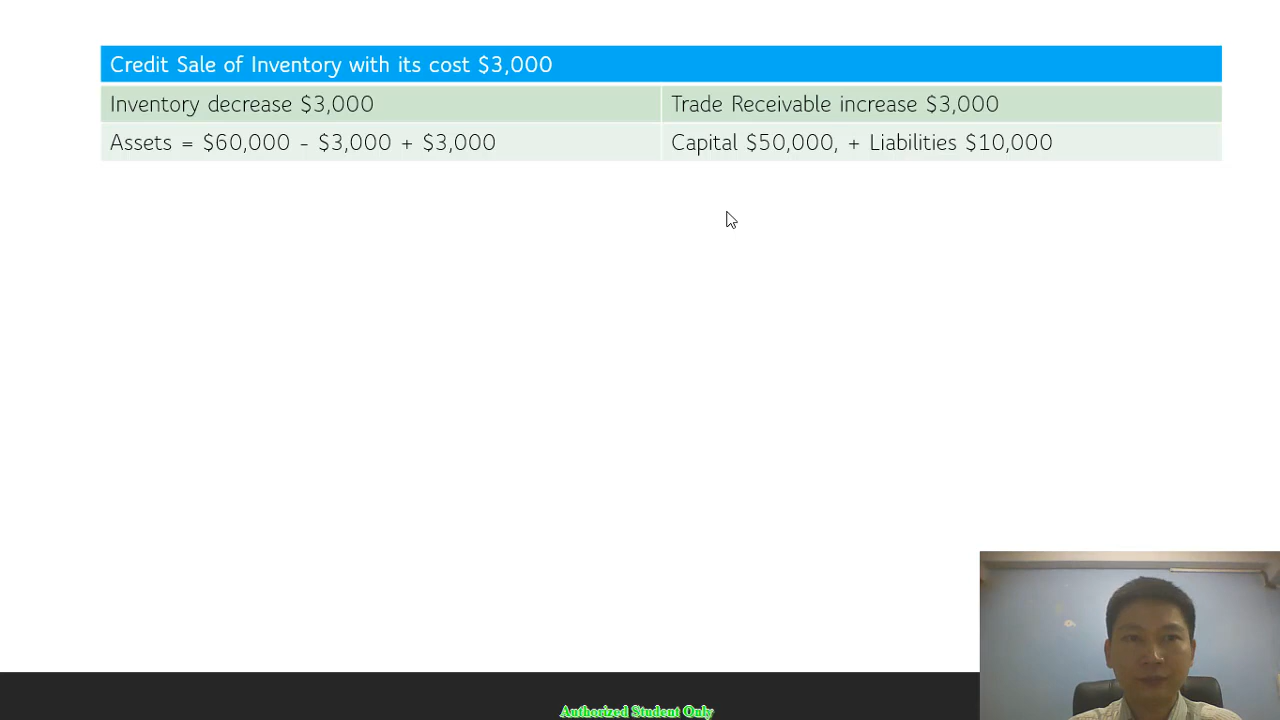 Credit Sale of Inventory with its cost $3,000
Inventory decrease $3,000
Trade Receivable increase $3,000
Assets = $60,000 - $3,000 + $3,000
Capital $50,000, + Liabilities $10,000
Authorized Student Only